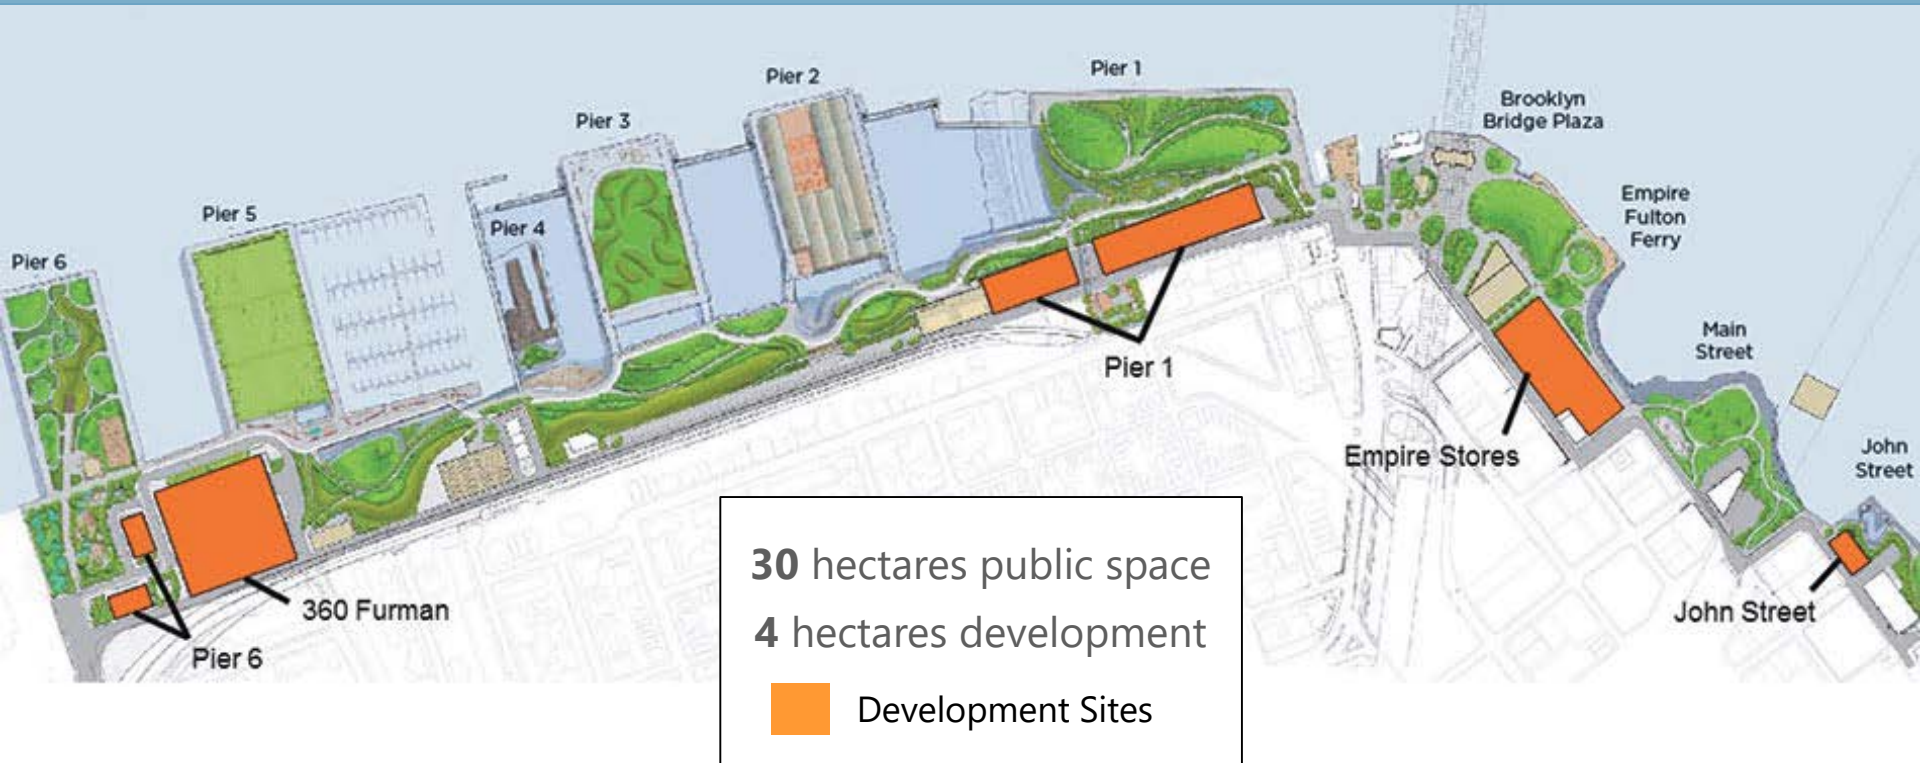 Pier 6
Pier 5
Pier 4
Pier 3
Pier 2
Pier 1
Brooklyn
Bridge Plaza
Empire
Fulton
Ferry
Main
Street
John
Street
Pier 6
360 Furman
Pier 1
Empire Stores
John Street
30 hectares public space
4 hectares development
Development Sites